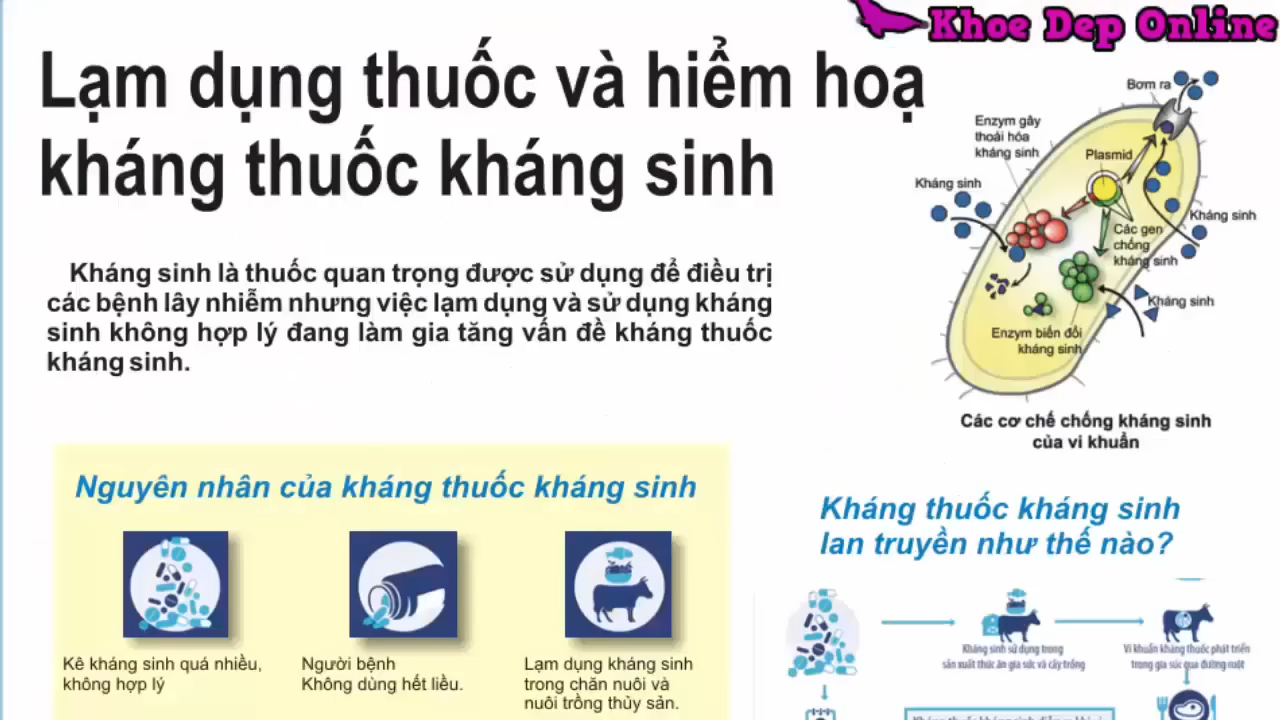 Khoe Dep Online
Lạm dụng thuốc và hiểm hoạ
kháng thuốc kháng sinh
Kháng sinh là thuốc quan trọng được sử dụng để điều trị
các bệnh lây nhiễm nhưng việc lạm dụng và sử dụng kháng
sinh không hợp lý đang làm gia tăng vấn đề kháng thuốc
kháng sinh.
Bơm ra
Enzym gây
thoái hóa
kháng sinh
Plasmid
Kháng sinh
Kháng sinh
Các gen
chống
kháng sinh
Kháng sinh
Enzym biến đổi
kháng sinh
Các cơ chế chống kháng sinh
của vi khuẩn
Nguyên nhân của kháng thuốc kháng sinh
Kê kháng sinh quá nhiều,
không hợp lý
Người bệnh
Không dùng hết liều.
Lạm dụng kháng sinh
trong chăn nuôi và
nuôi trồng thủy sản.
Kháng thuốc kháng sinh
lan truyền như thế nào?
Kháng sinh sử dụng trong
sản xuất thức ăn gia súc và cây trồng
Vi khuẩn kháng thuốc phát triển
trong gia súc qua đường ruột